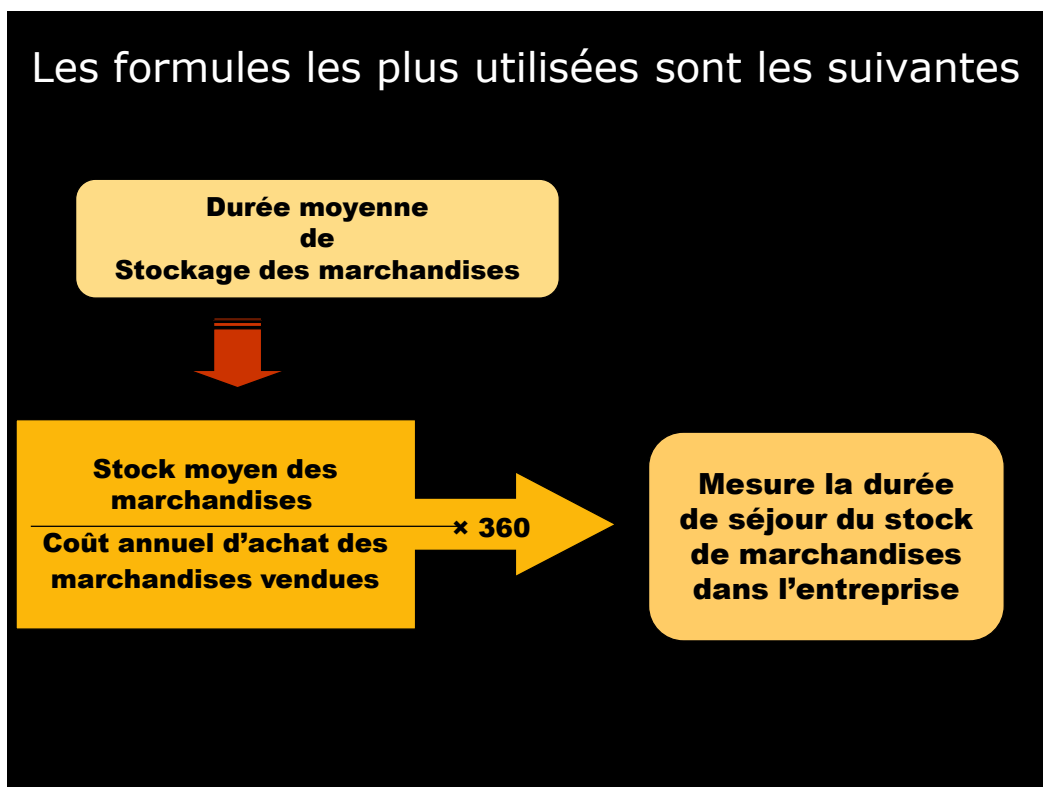 Les formules les plus utilisées sont les suivantes
Durée moyenne
de
Stockage des marchandises
Stock moyen des
marchandises
Coût annuel d’achat des
marchandises vendues
× 360
Mesure la durée
de séjour du stock
de marchandises
dans l’entreprise